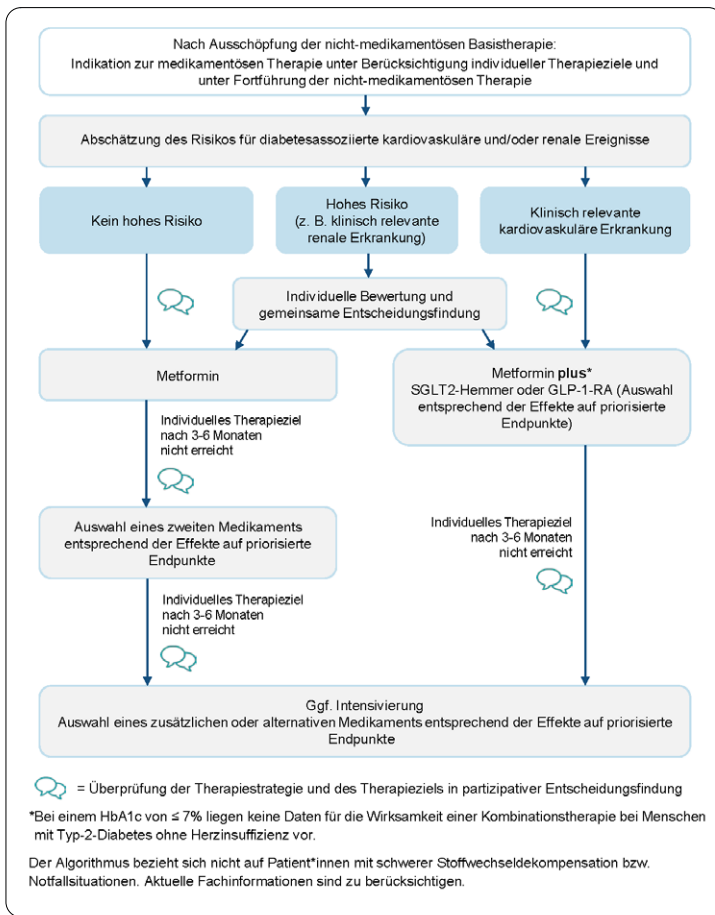 Nach Ausschöpfung der nicht-medikamentösen Basistherapie:
Indikation zur medikamentösen Therapie unter Berücksichtigung individueller Therapieziele und
unter Fortführung der nicht-medikamentösen Therapie
Abschätzung des Risikos für diabetesassoziierte kardiovaskuläre und/oder renale Ereignisse
Kein hohes Risiko
Hohes Risiko
(z. B. klinisch relevante
renale Erkrankung)
Klinisch relevante
kardiovaskuläre Erkrankung
Individuelle Bewertung und
gemeinsame Entscheidungsfindung
Metformin
Metformin plus*
SGLT2-Hemmer oder GLP-1-RA (Auswahl
entsprechend der Effekte auf priorisierte
Endpunkte)
Individuelles Therapieziel
nach 3-6 Monaten
nicht erreicht
Auswahl eines zweiten Medikaments
entsprechend der Effekte auf priorisierte
Endpunkte
Individuelles Therapieziel
nach 3-6 Monaten
nicht erreicht
Individuelles Therapieziel
nach 3-6 Monaten
nicht erreicht
Ggf. Intensivierung
Auswahl eines zusätzlichen oder alternativen Medikaments entsprechend der Effekte auf priorisierte
Endpunkte
= Überprüfung der Therapiestrategie und des Therapieziels in partizipativer Entscheidungsfindung
*Bei einem HbA1c von ≤ 7% liegen keine Daten für die Wirksamkeit einer Kombinationstherapie bei Menschen
mit Typ-2-Diabetes ohne Herzinsuffizienz vor.
Der Algorithmus bezieht sich nicht auf Patient*innen mit schwerer Stoffwechseldekompensation bzw.
Notfallsituationen. Aktuelle Fachinformationen sind zu berücksichtigen.